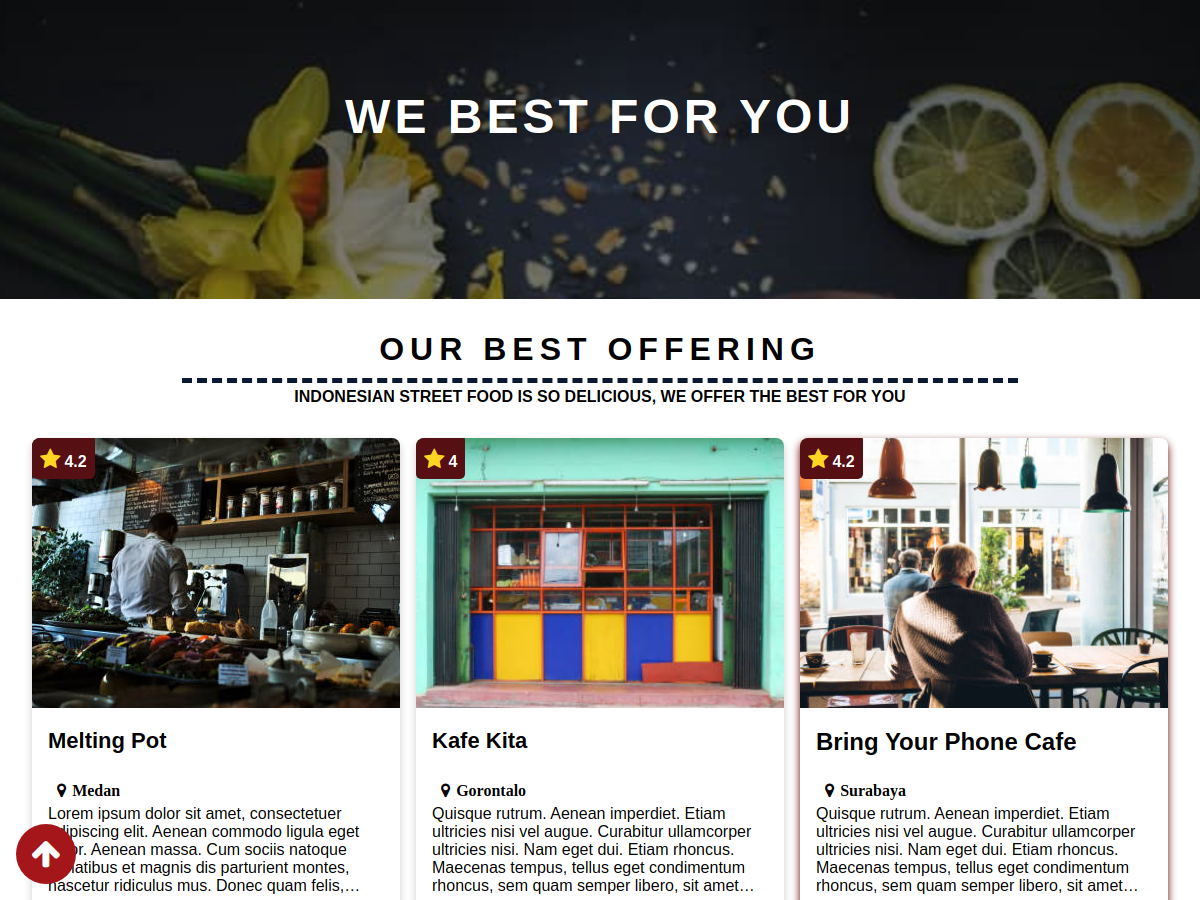 WE BEST FOR YOU
OUR BEST OFFERING
INDONESIAN STREET FOOD IS SO DELICIOUS, WE OFFER THE BEST FOR YOU
4.2
4
4.2
Melting Pot
Medan
Lorem ipsum dolor sit amet, consectetuer
adipiscing elit. Aenean commodo ligula eget
Aenean massa. Cum sociis natoque
et magnis dis parturient montes,
nascetur ridiculus mus. Donec quam felis,…
Kafe Kita
Gorontalo
Quisque rutrum. Aenean imperdiet. Etiam
ultricies nisi vel augue. Curabitur ullamcorper
ultricies nisi. Nam eget dui. Etiam rhoncus.
Maecenas tempus, tellus eget condimentum
rhoncus, sem quam semper libero, sit amet…
Bring Your Phone Cafe
Surabaya
Quisque rutrum. Aenean imperdiet. Etiam
ultricies nisi vel augue. Curabitur ullamcorper
ultricies nisi. Nam eget dui. Etiam rhoncus.
Maecenas tempus, tellus eget condimentum
rhoncus, sem quam semper libero, sit amet…